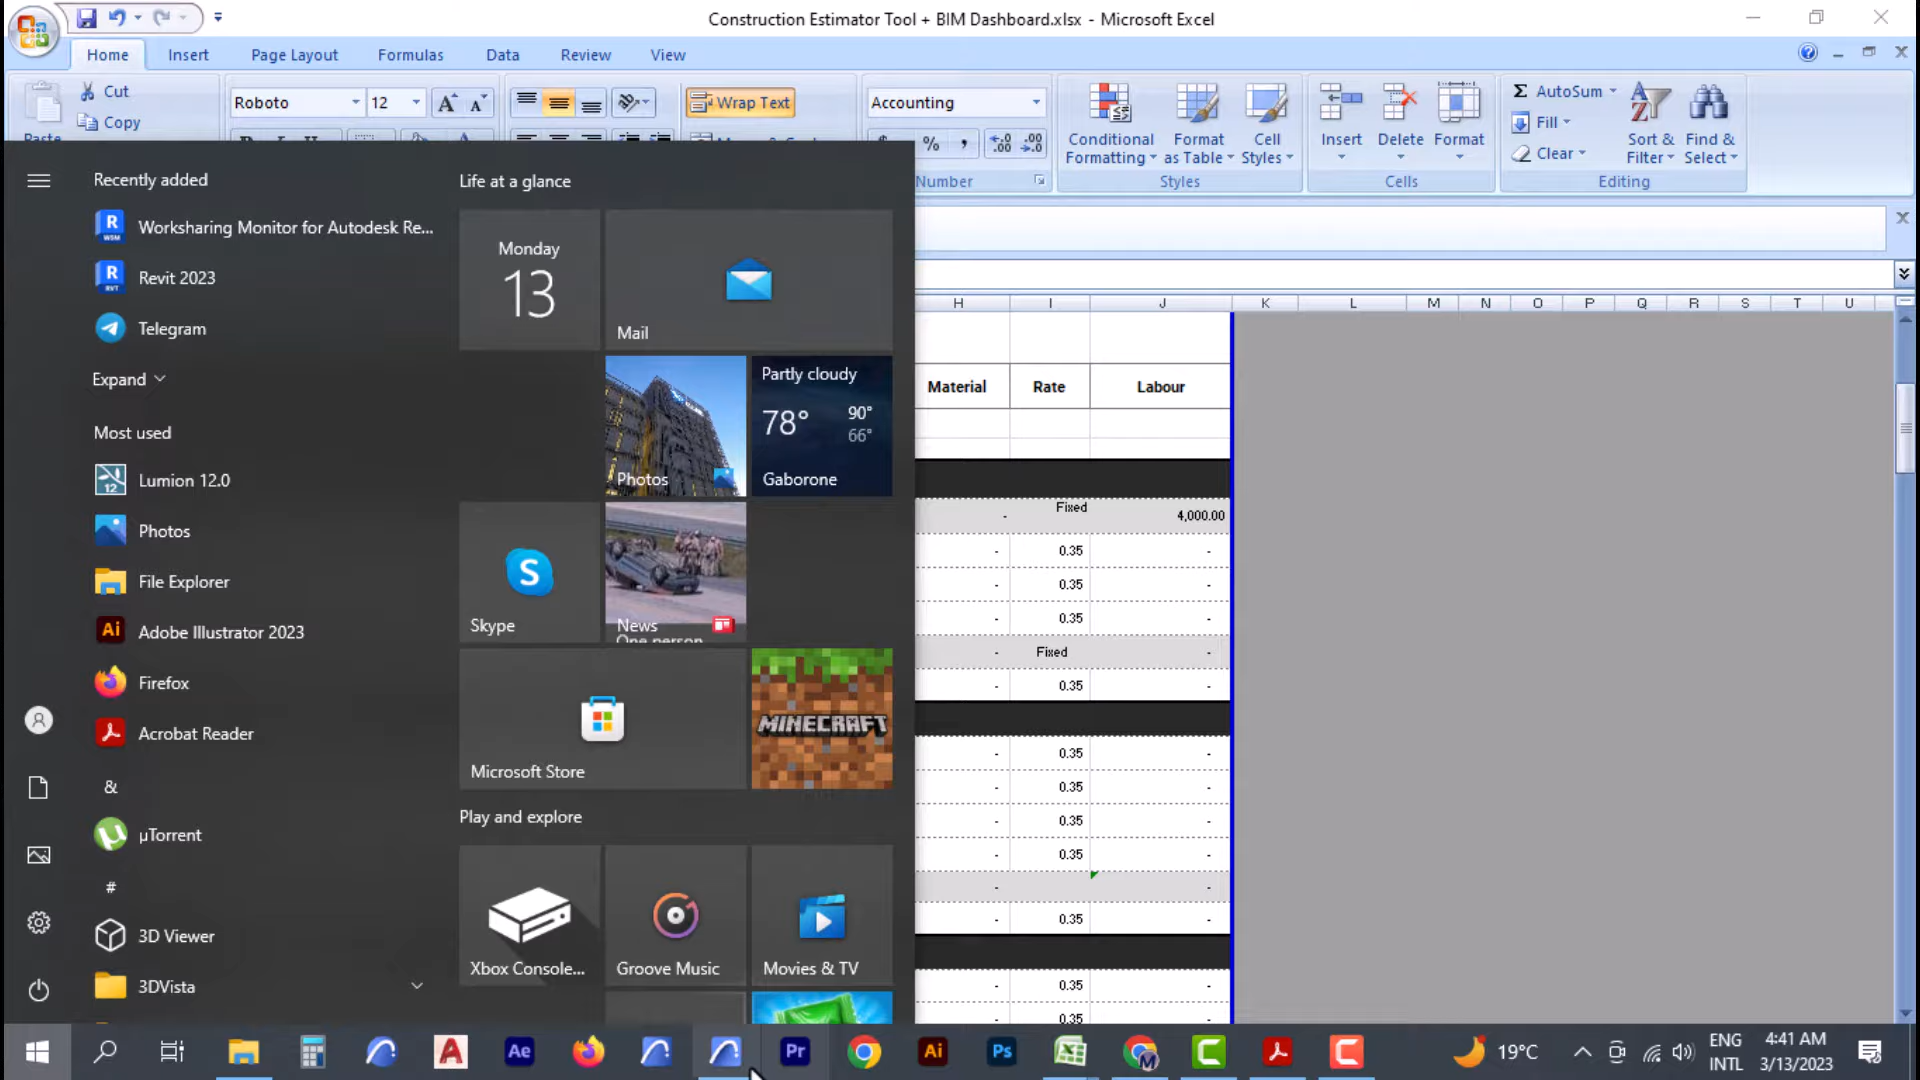 Construction Estimator Tool + BIM Dashboard.xlsx - Microsoft Excel
Home Insert Page Layout Formulas Data Review View
Cut
Copy
Roboto 12
Wrap Text
Accounting
% ,
Conditional Formatting
Format as Table
Cell Styles
Insert Delete Format
Σ AutoSum
Fill
Clear
Sort & Filter
Find & Select
Number
Styles
Cells
Editing
Recently added
Worksharing Monitor for Autodesk Re...
Revit 2023
Telegram
Expand
Most used
Lumion 12.0
Photos
File Explorer
Adobe Illustrator 2023
Firefox
Acrobat Reader
&
µTorrent
#
3D Viewer
3DVista
Life at a glance
Monday
13
Mail
Photos
Partly cloudy
78° 90°
66°
Gaborone
Skype
News
One person
Microsoft Store
MINECRAFT
Play and explore
Xbox Console...
Groove Music
Movies & TV
H I J K L M N O P Q R S T U
Material Rate Labour
- Fixed 4,000.00
- 0.35 -
- 0.35 -
- 0.35 -
- Fixed -
- 0.35 -
- 0.35 -
- 0.35 -
- 0.35 -
- 0.35 -
- -
- 0.35 -
- 0.35 -
0.35
Ae
Pr
Ai
Ps
19°C
ENG
INTL
4:41 AM
3/13/2023